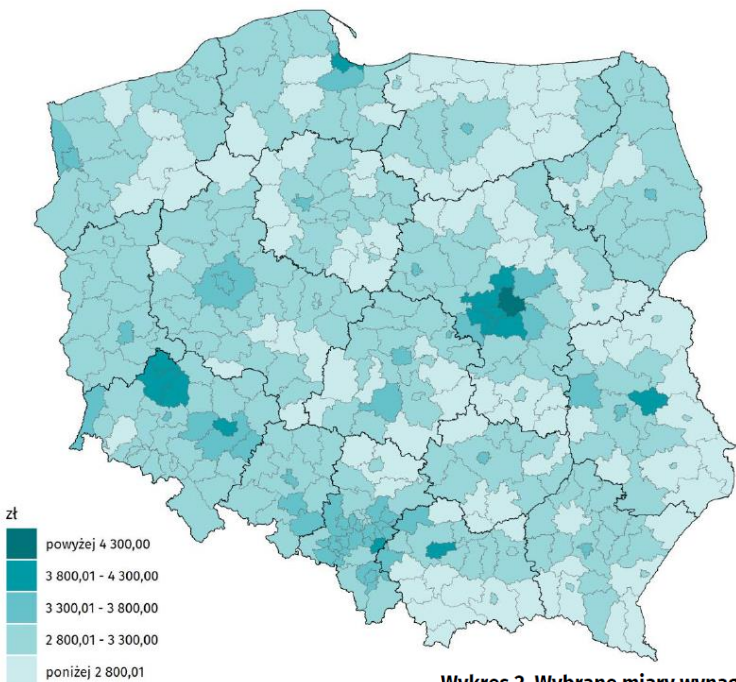 zł
powyżej 4 300,00
3 800,01 - 4 300,00
3 300,01 - 3 800,00
2 800,01 - 3 300,00
poniżej 2 800,01